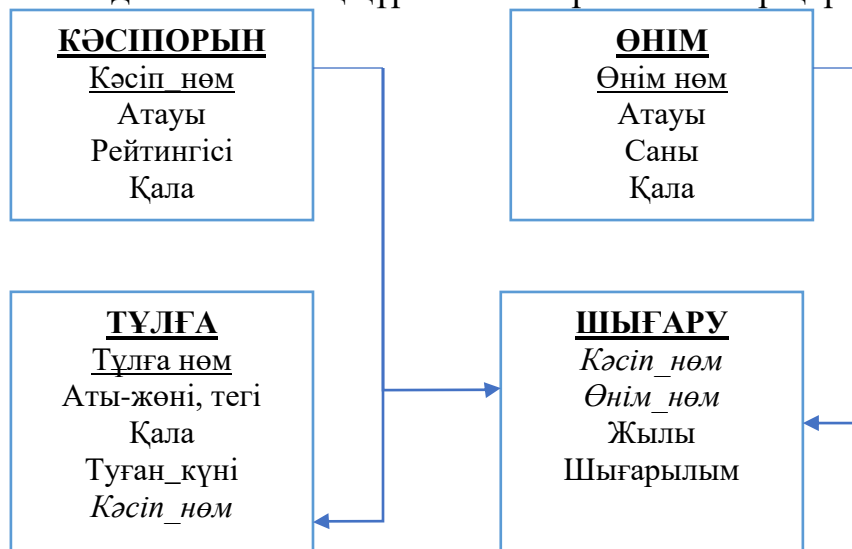 КӘСІПОРЫН
Кәсіп_нөм
Атауы
Рейтингісі
Қала
ӨНІМ
Өнім нөм
Атауы
Саны
Қала
ТҰЛҒА
Тұлға нөм
Аты-жөні, тегі
Қала
Туған_күні
Кәсіп_нөм
ШЫҒАРУ
Кәсіп_нөм
Өнім_нөм
Жылы
Шығарылым